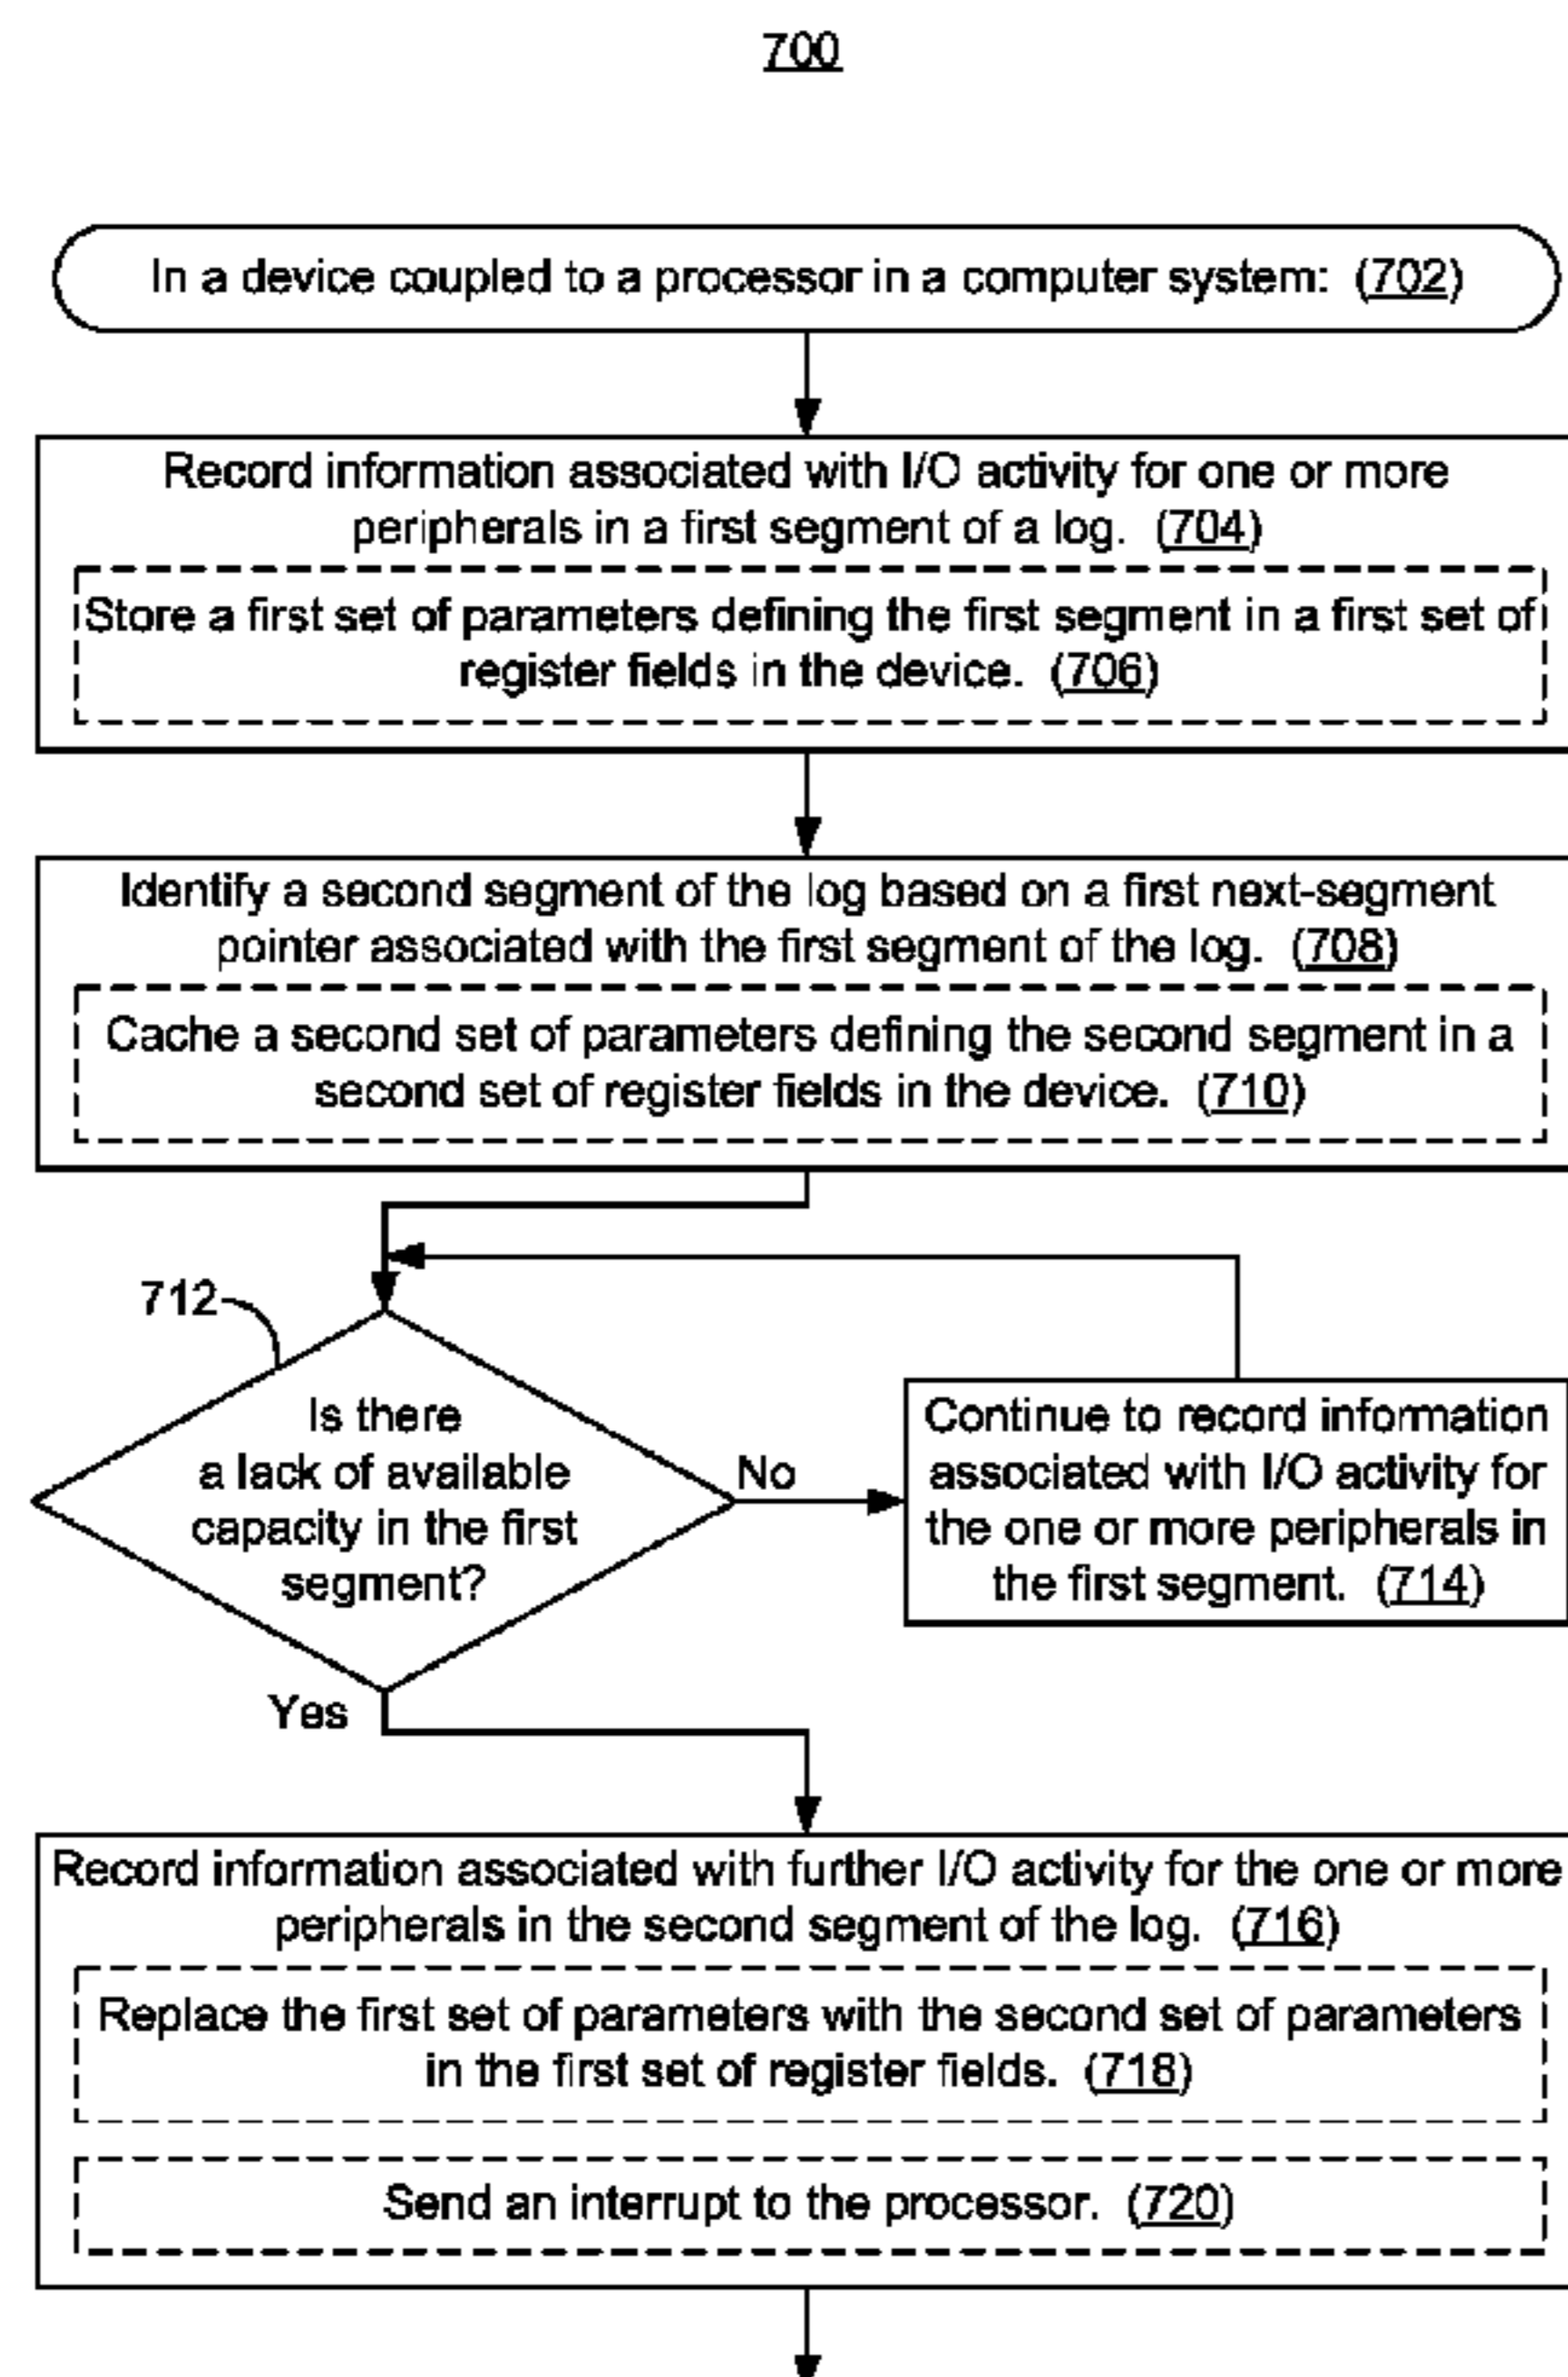 700
In a device coupled to a processor in a computer system: (702)
Record information associated with I/O activity for one or more
peripherals in a first segment of a log. (704)
Store a first set of parameters defining the first segment in a first set of
register fields in the device. (706)
Identify a second segment of the log based on a first next-segment
pointer associated with the first segment of the log. (708)
Cache a second set of parameters defining the second segment in a
second set of register fields in the device. (710)
712
Is there
a lack of available
capacity in the first
segment?
No
Continue to record information
associated with I/O activity for
the one or more peripherals in
the first segment. (714)
Yes
Record information associated with further I/O activity for the one or more
peripherals in the second segment of the log. (716)
Replace the first set of parameters with the second set of parameters
in the first set of register fields. (718)
Send an interrupt to the processor. (720)